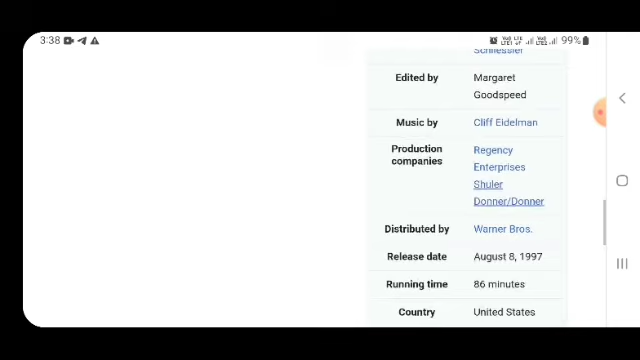 3:38
99%
Schliessler
Edited by Margaret
Goodspeed
Music by Cliff Eidelman
Production companies Regency
Enterprises
Shuler
Donner/Donner
Distributed by Warner Bros.
Release date August 8, 1997
Running time 86 minutes
Country United States